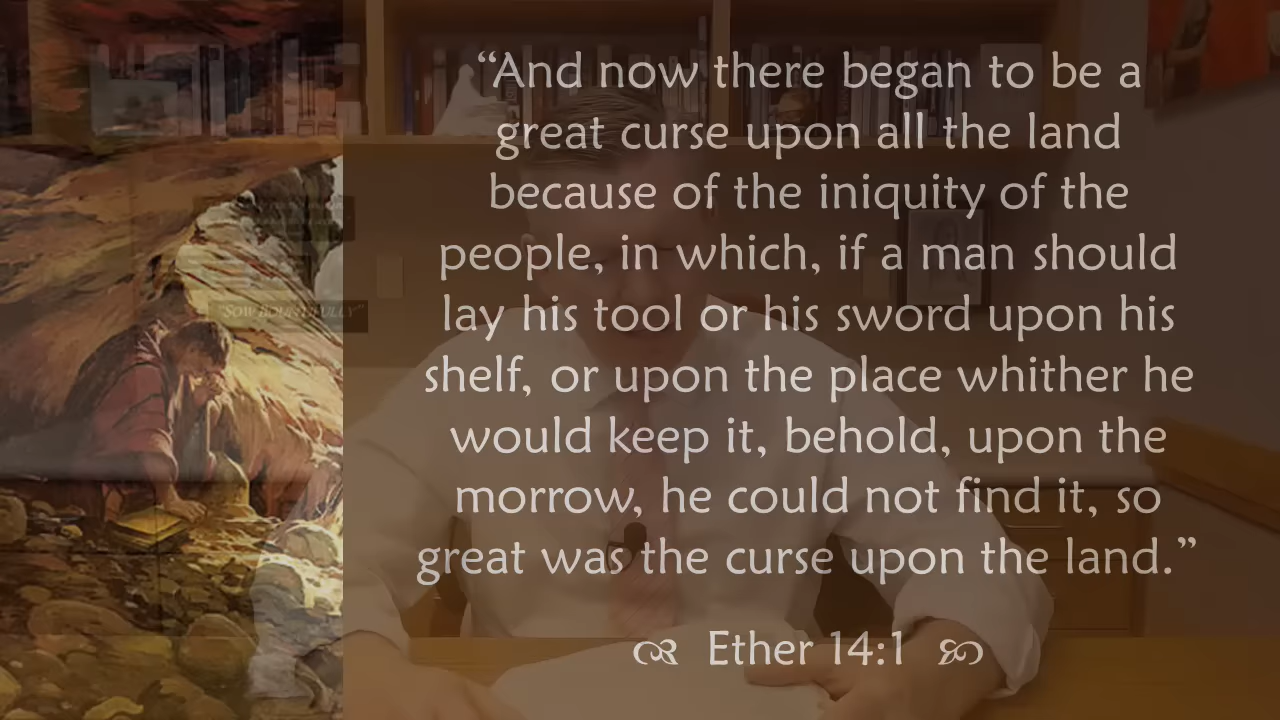 “And now there began to be a
great curse upon all the land
because of the iniquity of the
people, in which, if a man should
lay his tool or his sword upon his
shelf, or upon the place whither he
would keep it, behold, upon the
morrow, he could not find it, so
great was the curse upon the land.”
Ether 14:1
"SOW BOUNTIFULLY"